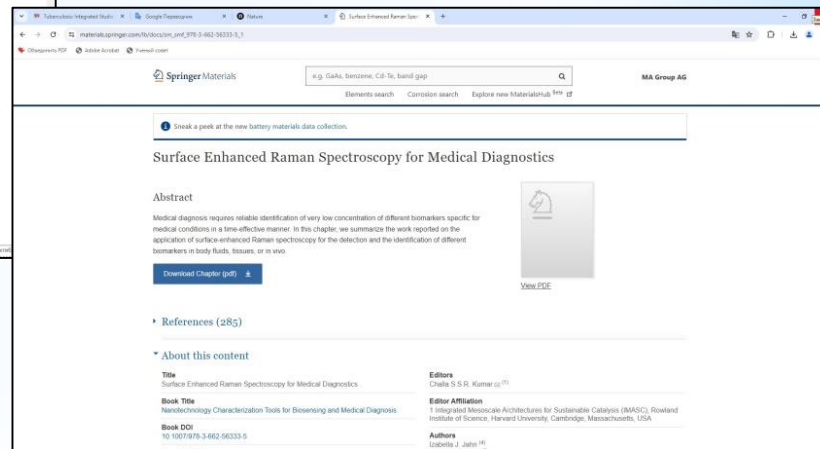 Tuberculosis: Integrated Studi
Google Переводчик
Nature
Surface Enhanced Raman Spec
materials.springer.com/lb/docs/sm_smf_978-3-662-56333-5_1
Объединить PDF
Adobe Acrobat
Ученый совет
Springer Materials
e.g. GaAs, benzene, Cd-Te, band gap
MA Group AG
Elements search
Corrosion search
Explore new MaterialsHub Beta
Sneak a peek at the new battery materials data collection.
Surface Enhanced Raman Spectroscopy for Medical Diagnostics
Abstract
Medical diagnosis requires reliable identification of very low concentration of different biomarkers specific for
medical conditions in a time-effective manner. In this chapter, we summarize the work reported on the
application of surface-enhanced Raman spectroscopy for the detection and the identification of different
biomarkers in body fluids, tissues, or in vivo.
Download Chapter (pdf)
View PDF
References (285)
About this content
Title
Surface Enhanced Raman Spectroscopy for Medical Diagnostics
Book Title
Nanotechnology Characterization Tools for Biosensing and Medical Diagnosis
Book DOI
10.1007/978-3-662-56333-5
Editors
Challa S.S.R. Kumar (1)
Editor Affiliation
1 Integrated Mesoscale Architectures for Sustainable Catalysis (IMASC), Rowland
Institute of Science, Harvard University, Cambridge, Massachusetts, USA
Authors
Izabella J. Jahn (4)